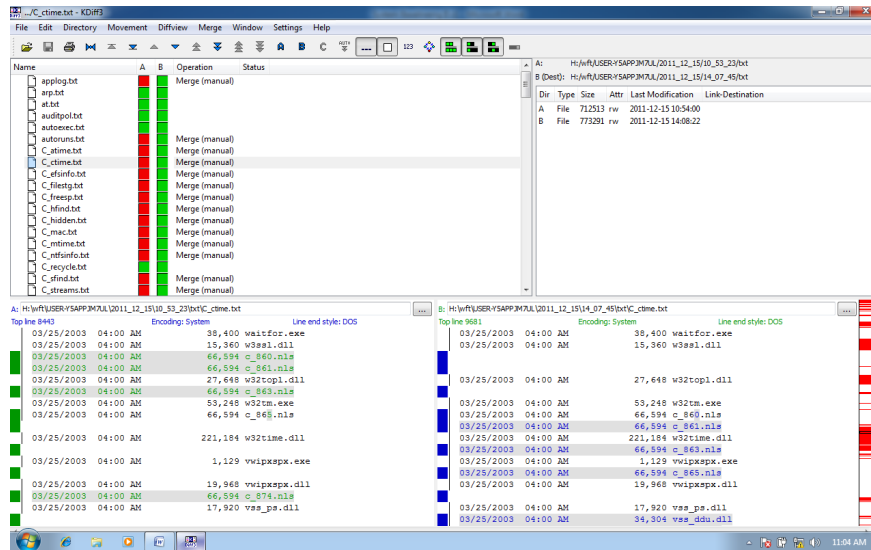 .../C_ctime.txt - KDiff3
File Edit Directory Movement Diffview Merge Window Settings Help
A B C AUTO ... 123
Name A B Operation Status
applog.txt Merge (manual)
arp.txt
at.txt
auditpol.txt
autoexec.txt
autoruns.txt Merge (manual)
C_atime.txt Merge (manual)
C_ctime.txt Merge (manual)
C_efsinfo.txt Merge (manual)
C_filestg.txt Merge (manual)
C_freesp.txt Merge (manual)
C_hfind.txt Merge (manual)
C_hidden.txt Merge (manual)
C_mac.txt Merge (manual)
C_mtime.txt Merge (manual)
C_ntfsinfo.txt Merge (manual)
C_recycle.txt
C_sfind.txt Merge (manual)
C_streams.txt Merge (manual)
A: H:/wft/USER-Y5APPJM7UL/2011_12_15/10_53_23/txt
B (Dest): H:/wft/USER-Y5APPJM7UL/2011_12_15/14_07_45/txt
Dir Type Size Attr Last Modification Link-Destination
A File 712513 rw 2011-12-15 10:54:00
B File 773291 rw 2011-12-15 14:08:22
A: H:\wft\USER-Y5APPJM7UL\2011_12_15\10_53_23\txt\C_ctime.txt ...
Top line 8443 Encoding: System Line end style: DOS
03/25/2003 04:00 AM 38,400 waitfor.exe
03/25/2003 04:00 AM 15,360 w3ssl.dll
03/25/2003 04:00 AM 66,594 c_860.nls
03/25/2003 04:00 AM 66,594 c_861.nls
03/25/2003 04:00 AM 27,648 w32topl.dll
03/25/2003 04:00 AM 66,594 c_863.nls
03/25/2003 04:00 AM 53,248 w32tm.exe
03/25/2003 04:00 AM 66,594 c_865.nls
03/25/2003 04:00 AM 221,184 w32time.dll
03/25/2003 04:00 AM 1,129 vwipxspx.exe
03/25/2003 04:00 AM 19,968 vwipxspx.dll
03/25/2003 04:00 AM 66,594 c_874.nls
03/25/2003 04:00 AM 17,920 vss_ps.dll
B: H:\wft\USER-Y5APPJM7UL\2011_12_15\14_07_45\txt\C_ctime.txt ...
Top line 9681 Encoding: System Line end style: DOS
03/25/2003 04:00 AM 38,400 waitfor.exe
03/25/2003 04:00 AM 15,360 w3ssl.dll
03/25/2003 04:00 AM 27,648 w32topl.dll
03/25/2003 04:00 AM 53,248 w32tm.exe
03/25/2003 04:00 AM 66,594 c_860.nls
03/25/2003 04:00 AM 66,594 c_861.nls
03/25/2003 04:00 AM 221,184 w32time.dll
03/25/2003 04:00 AM 66,594 c_863.nls
03/25/2003 04:00 AM 1,129 vwipxspx.exe
03/25/2003 04:00 AM 66,594 c_865.nls
03/25/2003 04:00 AM 19,968 vwipxspx.dll
03/25/2003 04:00 AM 17,920 vss_ps.dll
03/25/2003 04:00 AM 34,304 vss_ddu.dll
11:04 AM